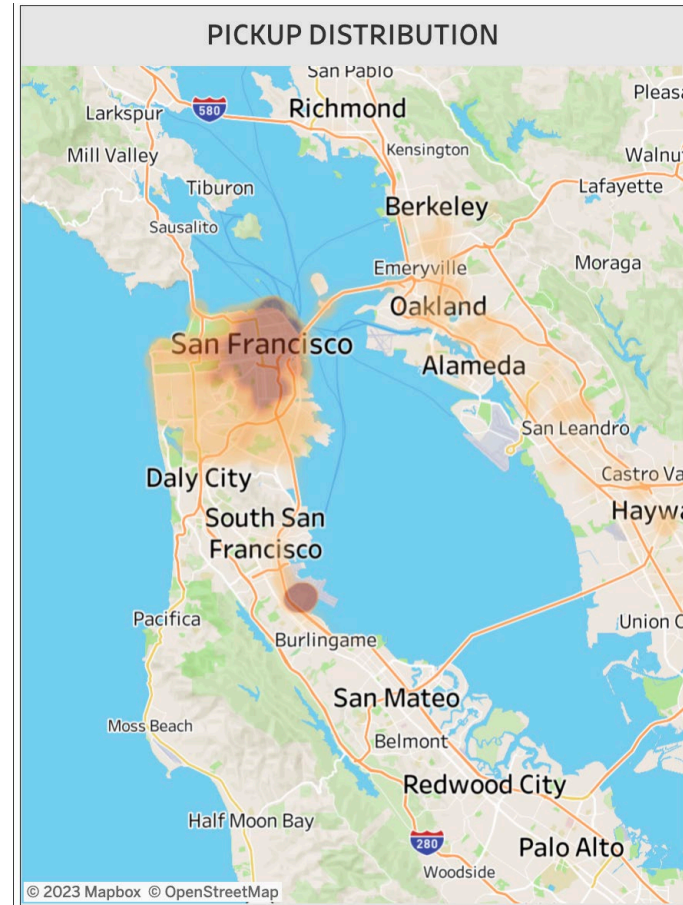 PICKUP DISTRIBUTION
San Pablo
Pleasa
Larkspur
580
Richmond
Mill Valley
Kensington
Walnut
Tiburon
Lafayette
Berkeley
Sausalito
Emeryville
Moraga
Oakland
San Francisco
Alameda
San Leandro
Daly City
Castro Va
South San
Francisco
Haywa
Pacifica
Union C
Burlingame
San Mateo
Moss Beach
Belmont
Redwood City
Half Moon Bay
280
Palo Alto
Woodside
© 2023 Mapbox © OpenStreetMap